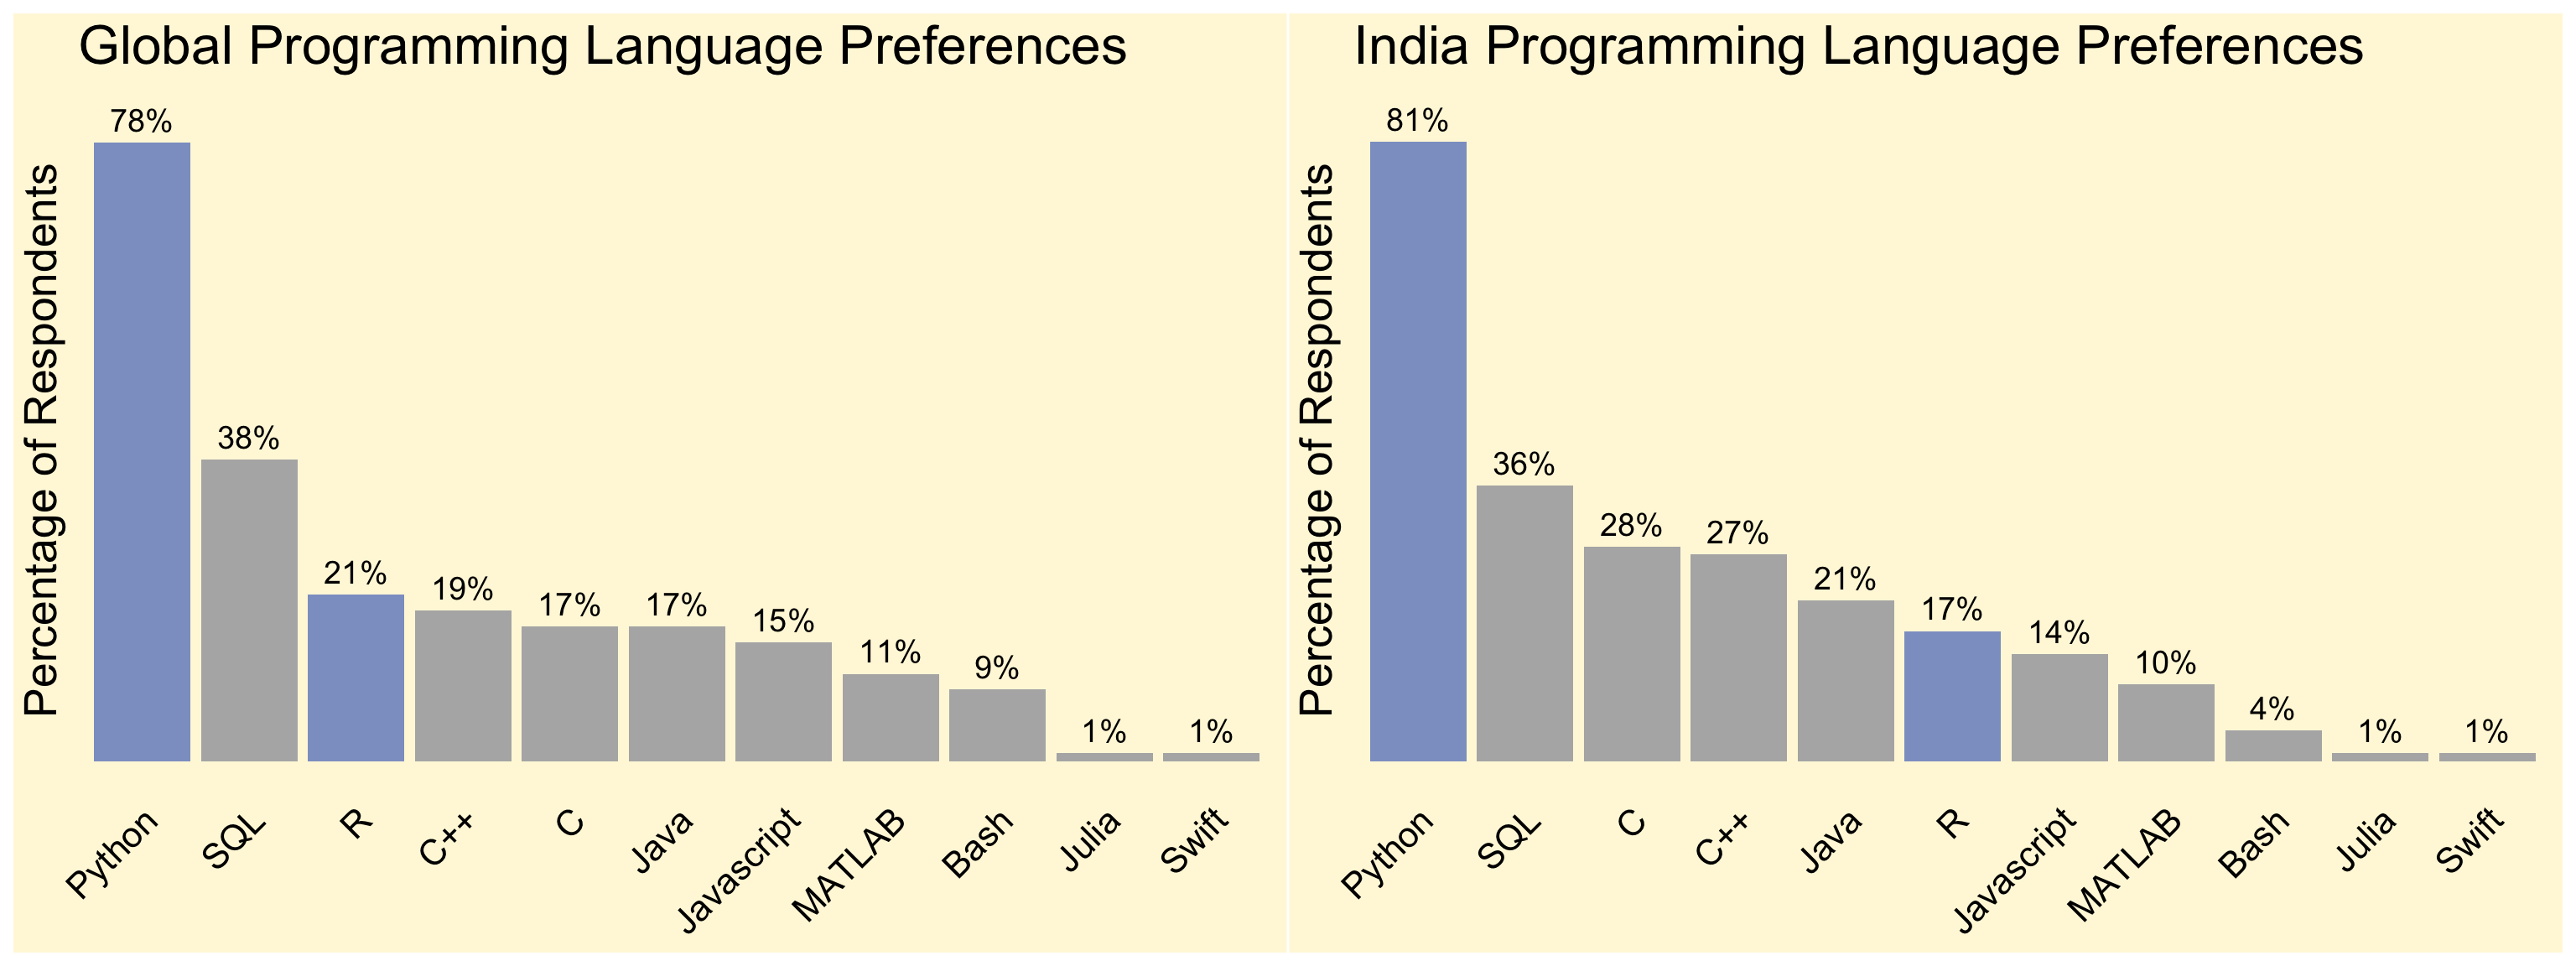 Global Programming Language Preferences
Percentage of Respondents
78%
38%
21%
19%
17%
17%
15%
11%
9%
1%
1%
Python
SQL
R
C++
C
Java
Javascript
MATLAB
Bash
Julia
Swift
India Programming Language Preferences
Percentage of Respondents
81%
36%
28%
27%
21%
17%
14%
10%
4%
1%
1%
Python
SQL
C
C++
Java
R
Javascript
MATLAB
Bash
Julia
Swift